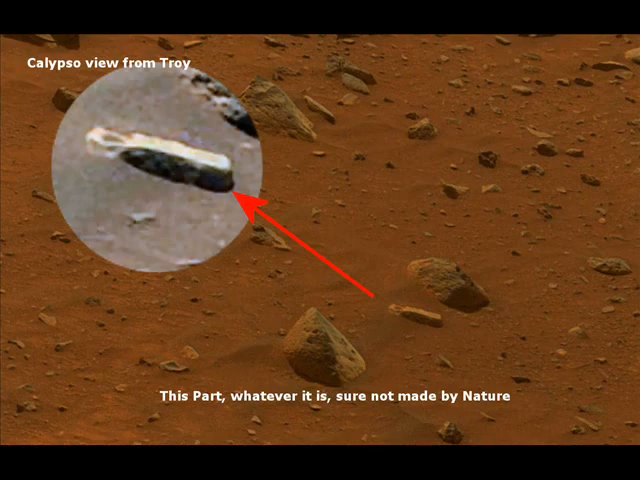 Calypso view from Troy
This Part, whatever it is, sure not made by Nature